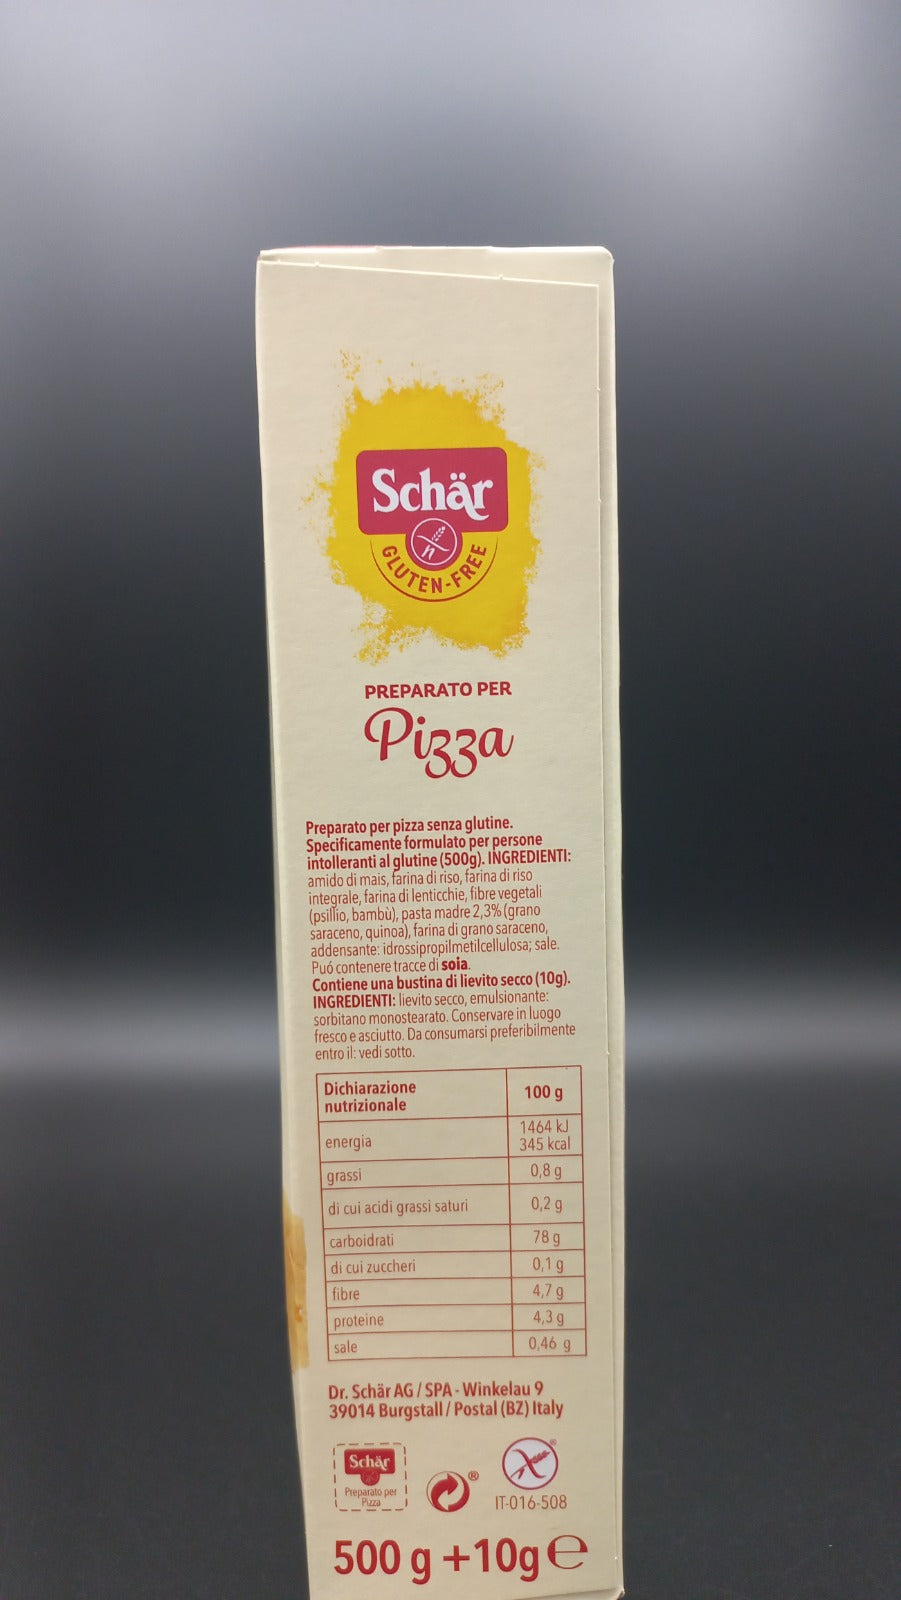 Schär
GLUTEN-FREE
PREPARATO PER
Pizza
Preparato per pizza senza glutine.
Specificamente formulato per persone
intolleranti al glutine (500g). INGREDIENTI:
amido di mais, farina di riso, farina di riso
integrale, farina di lenticchie, fibre vegetali
(psillio, bambù), pasta madre 2,3% (grano
saraceno, quinoa), farina di grano saraceno,
addensante: idrossipropilmetilcellulosa; sale.
Puó contenere tracce di soia.
Contiene una bustina di lievito secco (10g).
INGREDIENTI: lievito secco, emulsionante:
sorbitano monostearato. Conservare in luogo
fresco e asciutto. Da consumarsi preferibilmente
entro il: vedi sotto.
Dichiarazione
nutrizionale
100 g
energia
1464 kJ
345 kcal
grassi
0,8 g
di cui acidi grassi saturi
0,2 g
carboidrati
78 g
di cui zuccheri
0,1 g
fibre
4,7 g
proteine
4,3 g
sale
0,46 g
Dr. Schär AG / SPA - Winkelau 9
39014 Burgstall / Postal (BZ) Italy
Schär
Preparato per
Pizza
®
®
IT-016-508
500 g +10g ℮